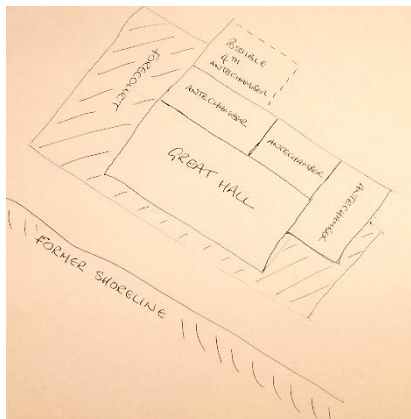 POSSIBLE
4TH
ANTECHAMBER
FORECOURT
ANTECHAMBER
ANTECHAMBER
ANTECHAMBER
GREAT HALL
FORMER SHORELINE